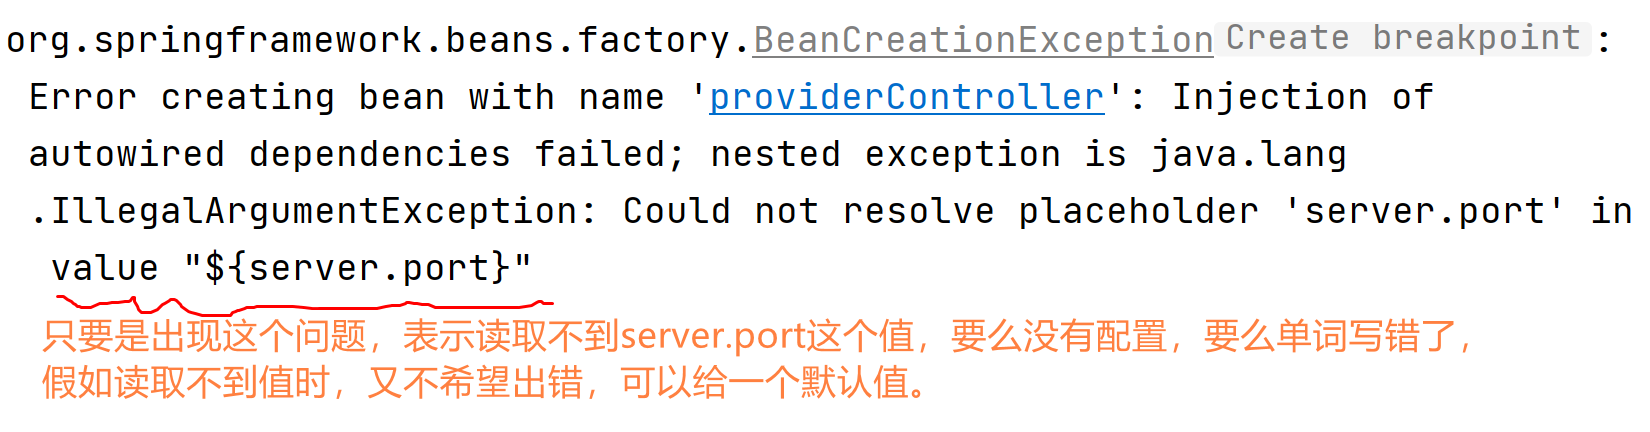 org.springframework.beans.factory.BeanCreationException Create breakpoint :
Error creating bean with name 'providerController': Injection of
autowired dependencies failed; nested exception is java.lang
.IllegalArgumentException: Could not resolve placeholder 'server.port' in
value "${server.port}"
只要是出现这个问题，表示读取不到server.port这个值，要么没有配置，要么单词写错了，
假如读取不到值时，又不希望出错，可以给一个默认值。